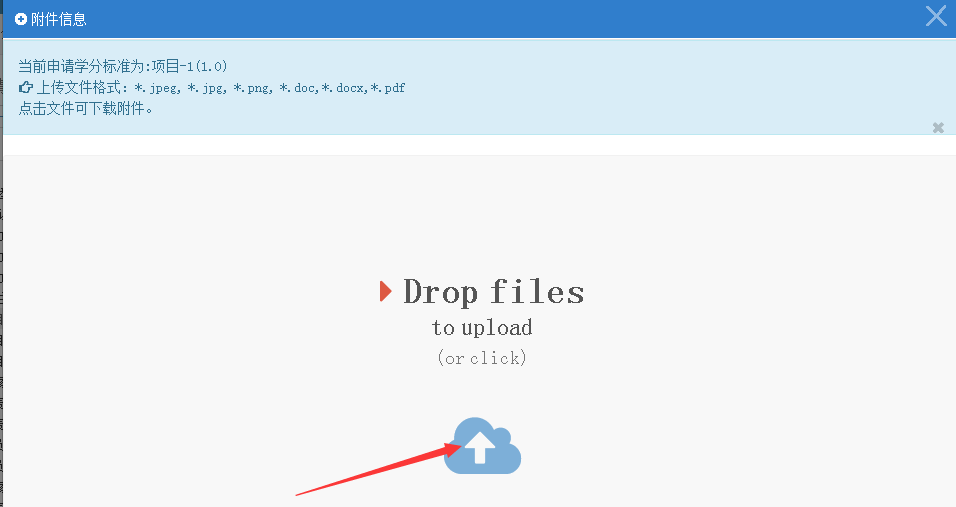 附件信息
当前申请学分标准为:项目-1(1.0)
上传文件格式: *.jpeg, *.jpg, *.png, *.doc,*.docx,*.pdf
点击文件可下载附件。
Drop files
to upload
(or click)